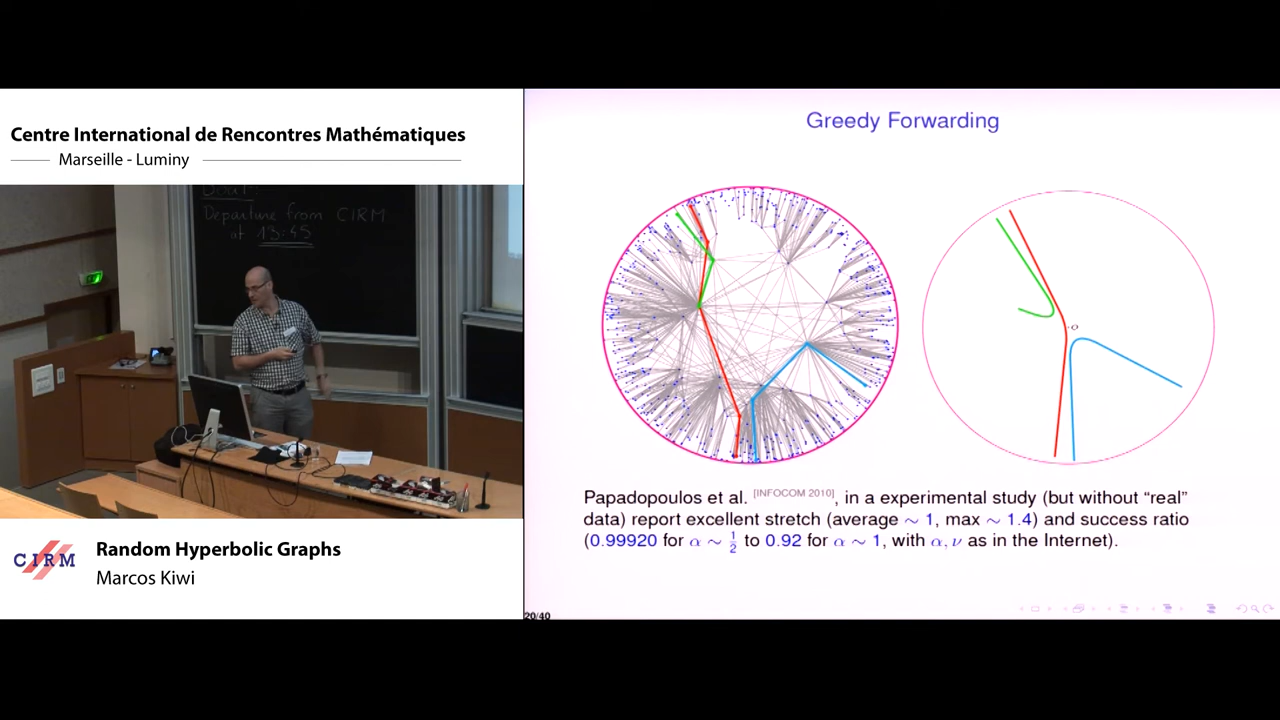 Centre International de Rencontres Mathématiques
Marseille - Luminy
Departure from CIRM
at 13:45
CIRM
Random Hyperbolic Graphs
Marcos Kiwi
Greedy Forwarding
o
Papadopoulos et al. [INFOCOM 2010], in a experimental study (but without “real”
data) report excellent stretch (average ∼ 1, max ∼ 1.4) and success ratio
(0.99920 for α ∼ 1/2 to 0.92 for α ∼ 1, with α, ν as in the Internet).
20/40